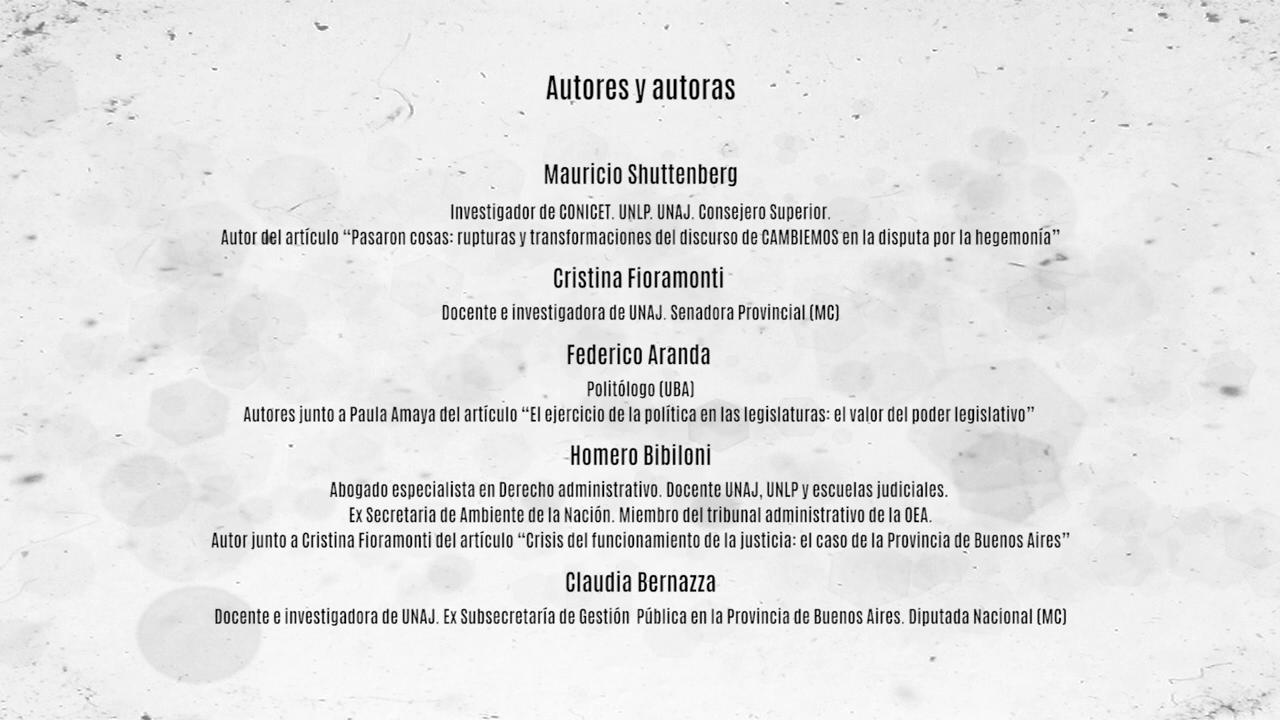 Autores y autoras
Mauricio Shuttenberg
Investigador de CONICET. UNLP. UNAJ. Consejero Superior.
Autor del artículo “Pasaron cosas: rupturas y transformaciones del discurso de CAMBIEMOS en la disputa por la hegemonía”
Cristina Fioramonti
Docente e investigadora de UNAJ. Senadora Provincial (MC)
Federico Aranda
Politólogo (UBA)
Autores junto a Paula Amaya del artículo “El ejercicio de la política en las legislaturas: el valor del poder legislativo”
Homero Bibiloni
Abogado especialista en Derecho administrativo. Docente UNAJ, UNLP y escuelas judiciales.
Ex Secretaria de Ambiente de la Nación. Miembro del tribunal administrativo de la OEA.
Autor junto a Cristina Fioramonti del artículo “Crisis del funcionamiento de la justicia: el caso de la Provincia de Buenos Aires”
Claudia Bernazza
Docente e investigadora de UNAJ. Ex Subsecretaría de Gestión Pública en la Provincia de Buenos Aires. Diputada Nacional (MC)